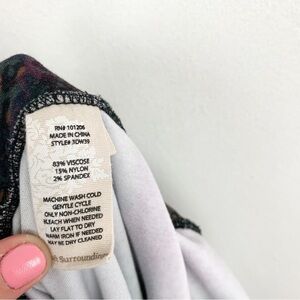 RN# 101206
MADE IN CHINA
STYLE# 3DW39
83% VISCOSE
15% NYLON
2% SPANDEX
MACHINE WASH COLD
GENTLE CYCLE
ONLY NON-CHLORINE
BLEACH WHEN NEEDED
LAY FLAT TO DRY
WARM IRON IF NEEDED
MAY BE DRY CLEANED
Surroundings